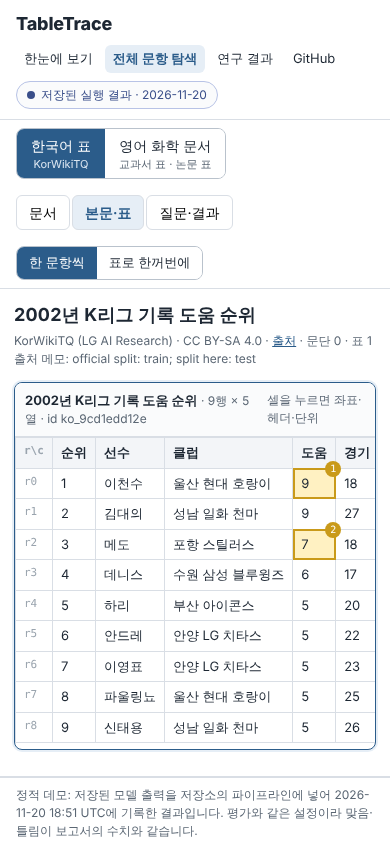 TableTrace
한눈에 보기 전체 문항 탐색 연구 결과 GitHub
저장된 실행 결과 · 2026-11-20
한국어 표 영어 화학 문서
KorWikiTQ 교과서 표 · 논문 표
문서 본문·표 질문·결과
한 문항씩 표로 한꺼번에
2002년 K리그 기록 도움 순위
KorWikiTQ (LG AI Research) · CC BY-SA 4.0 · 출처 · 문단 0 · 표 1
출처 메모: official split: train; split here: test
2002년 K리그 기록 도움 순위 · 9행 × 5
열 · id ko_9cd1edd12e
셀을 누르면 좌표·
헤더·단위
r\c 순위 선수 클럽 도움 경기
r0 1 이천수 울산 현대 호랑이 9 1 18
r1 2 김대의 성남 일화 천마 9 27
r2 3 메도 포항 스틸러스 7 2 18
r3 4 데니스 수원 삼성 블루윙즈 6 17
r4 5 하리 부산 아이콘스 5 20
r5 6 안드레 안양 LG 치타스 5 22
r6 7 이영표 안양 LG 치타스 5 23
r7 8 파울링뇨 울산 현대 호랑이 5 25
r8 9 신태용 성남 일화 천마 5 26
정적 데모: 저장된 모델 출력을 저장소의 파이프라인에 넣어 2026-
11-20 18:51 UTC에 기록한 결과입니다. 평가와 같은 설정이라 맞음·
틀림이 보고서의 수치와 같습니다.